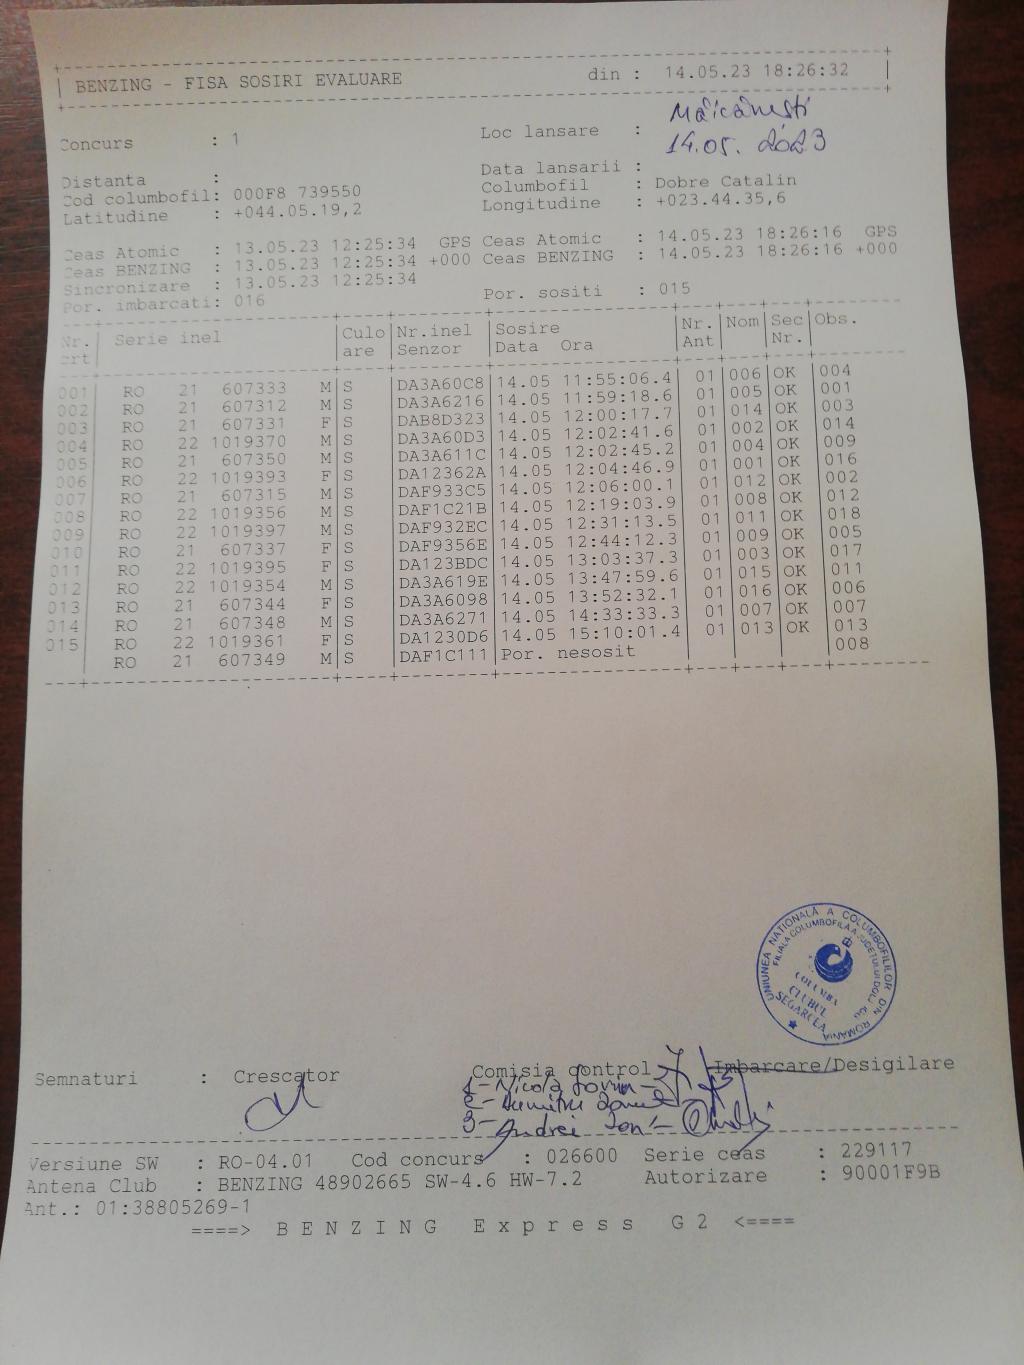 BENZING - FISA SOSIRI EVALUARE din : 14.05.23 18:26:32
Concurs : 1 Loc lansare : Măicănești
14.05.2023
Distanta : Data lansarii :
Cod columbofil: 000F8 739550 Columbofil : Dobre Catalin
Latitudine : +044.05.19,2 Longitudine : +023.44.35,6
Ceas Atomic : 13.05.23 12:25:34 GPS Ceas Atomic : 14.05.23 18:26:16 GPS
Ceas BENZING : 13.05.23 12:25:34 +000 Ceas BENZING : 14.05.23 18:26:16 +000
Sincronizare : 13.05.23 12:25:34
Por. imbarcati: 016 Por. sositi : 015
Nr. Serie inel Culo Nr.inel Sosire Nr. Nom Sec Obs.
crt are Senzor Data Ora Ant Nr.
001 RO 21 607333 M S DA3A60C8 14.05 11:55:06.4 01 006 OK 004
002 RO 21 607312 M S DA3A6216 14.05 11:59:18.6 01 005 OK 001
003 RO 21 607331 F S DAB8D323 14.05 12:00:17.7 01 014 OK 003
004 RO 22 1019370 M S DA3A60D3 14.05 12:02:41.6 01 002 OK 014
005 RO 21 607350 M S DA3A611C 14.05 12:02:45.2 01 004 OK 009
006 RO 22 1019393 F S DA12362A 14.05 12:04:46.9 01 001 OK 016
007 RO 21 607315 M S DAF933C5 14.05 12:06:00.1 01 012 OK 002
008 RO 22 1019356 M S DAF1C21B 14.05 12:19:03.9 01 008 OK 012
009 RO 22 1019397 M S DAF932EC 14.05 12:31:13.5 01 011 OK 018
010 RO 21 607337 F S DAF9356E 14.05 12:44:12.3 01 009 OK 005
011 RO 22 1019395 F S DA123BDC 14.05 13:03:37.3 01 003 OK 017
012 RO 22 1019354 M S DA3A619E 14.05 13:47:59.6 01 015 OK 011
013 RO 21 607344 F S DA3A6098 14.05 13:52:32.1 01 016 OK 006
014 RO 21 607348 M S DA3A6271 14.05 14:33:33.3 01 007 OK 007
015 RO 22 1019361 F S DA1230D6 14.05 15:10:01.4 01 013 OK 013
RO 21 607349 M S DAF1C111 Por. nesosit 008
UNIUNEA NAȚIONALĂ A COLUMBOFILILOR DIN ROMÂNIA
FILIALA COLUMBOFILĂ A JUDEȚULUI DOLJ
COLUMBA
CLUBUL
SEGARCEA
Semnaturi : Crescator Comisia control Imbarcare/Desigilare
1-Nicola
2-Dumitru
3-Andrei Ion
Versiune SW : RO-04.01 Cod concurs : 026600 Serie ceas : 229117
Antena Club : BENZING 48902665 SW-4.6 HW-7.2 Autorizare : 90001F9B
Ant.: 01:38805269-1
====> BENZING Express G2 <====